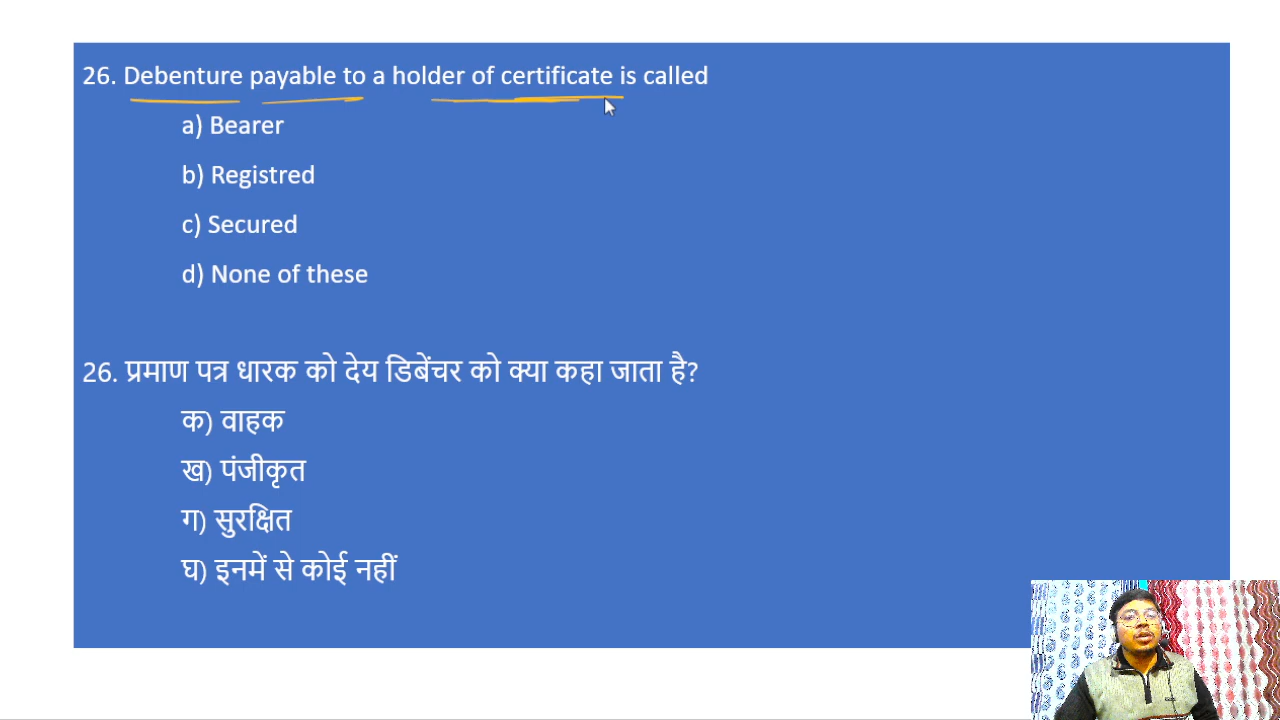 26. Debenture payable to a holder of certificate is called
a) Bearer
b) Registred
c) Secured
d) None of these
26. प्रमाण पत्र धारक को देय डिबेंचर को क्या कहा जाता है?
क) वाहक
ख) पंजीकृत
ग) सुरक्षित
घ) इनमें से कोई नहीं